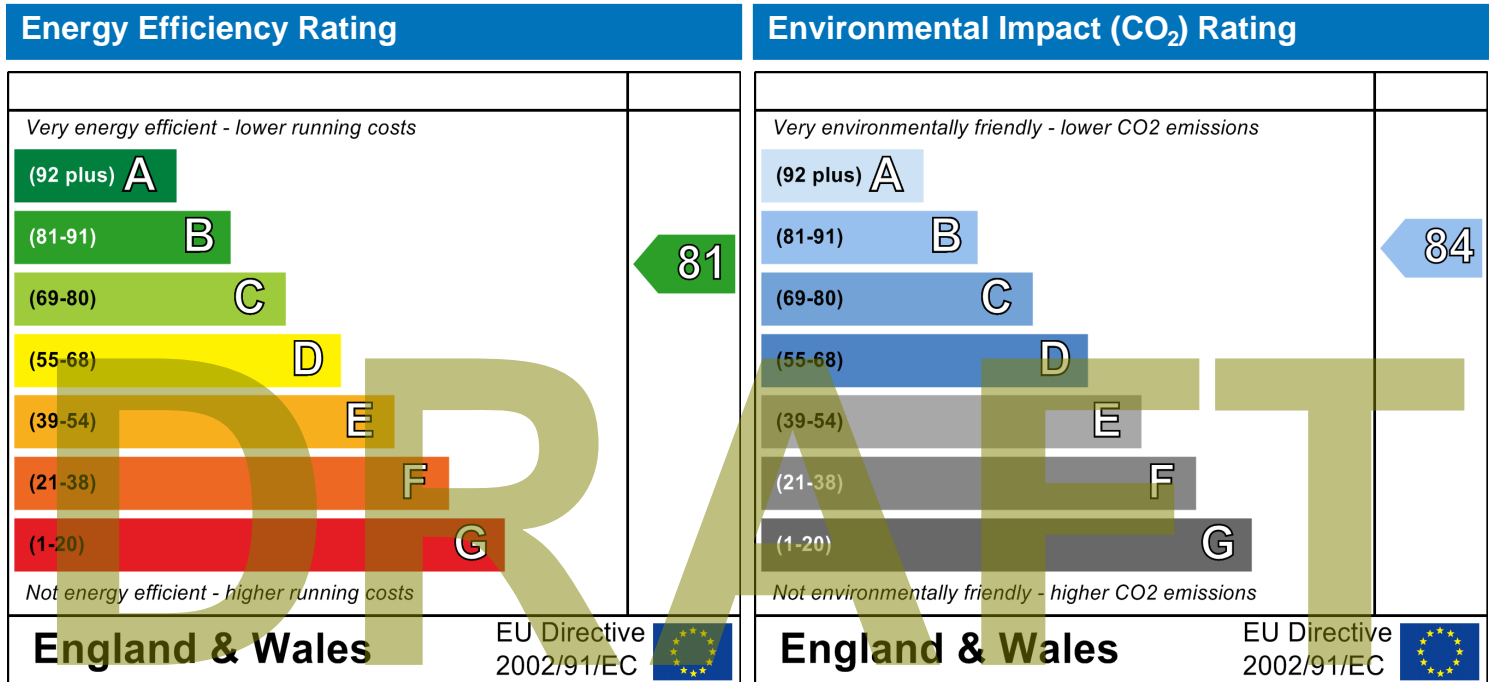 Energy Efficiency Rating
Very energy efficient - lower running costs
(92 plus) A
(81-91) B
81
(69-80) C
(55-68) D
(39-54) E
(21-38) F
(1-20) G
Not energy efficient - higher running costs
England & Wales
EU Directive
2002/91/EC
Environmental Impact (CO₂) Rating
Very environmentally friendly - lower CO2 emissions
(92 plus) A
(81-91) B
84
(69-80) C
(55-68) D
(39-54) E
(21-38) F
(1-20) G
Not environmentally friendly - higher CO2 emissions
England & Wales
EU Directive
2002/91/EC
DRAFT